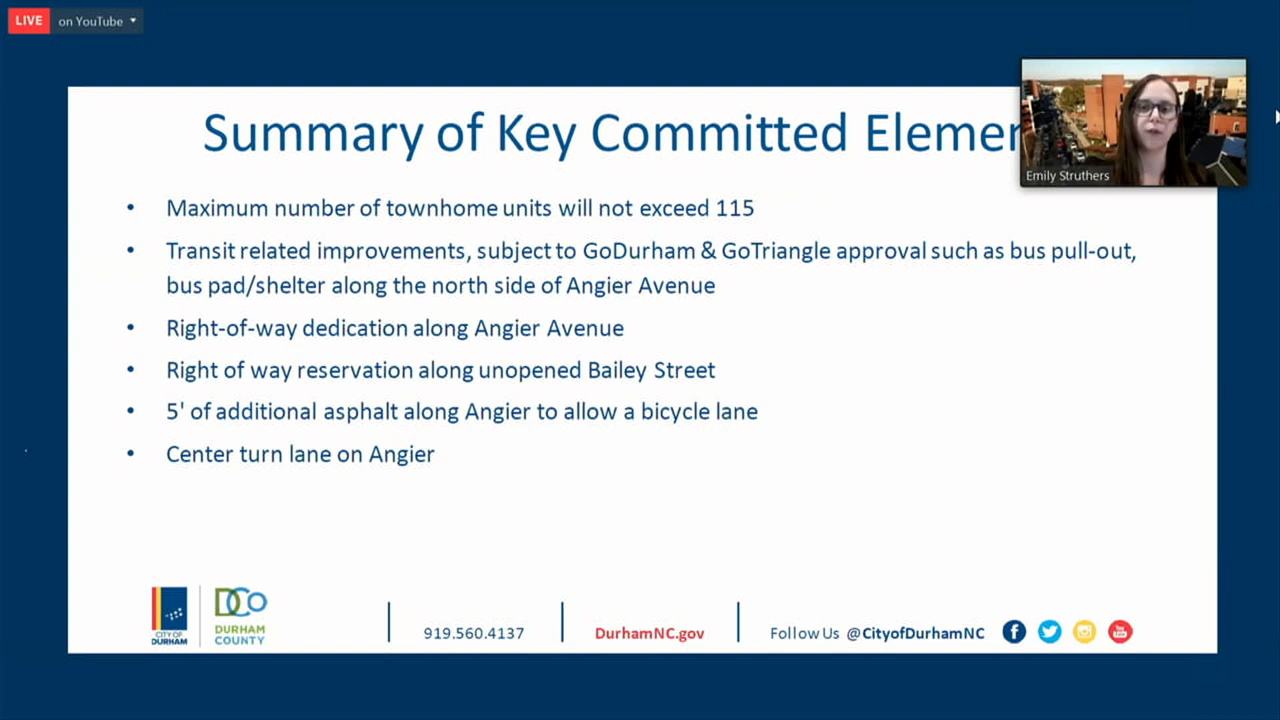 LIVE on YouTube
Summary of Key Committed Elemen
Emily Struthers
• Maximum number of townhome units will not exceed 115
• Transit related improvements, subject to GoDurham & GoTriangle approval such as bus pull-out,
bus pad/shelter along the north side of Angier Avenue
• Right-of-way dedication along Angier Avenue
• Right of way reservation along unopened Bailey Street
• 5' of additional asphalt along Angier to allow a bicycle lane
• Center turn lane on Angier
CITY OF
DURHAM
DCo
DURHAM
COUNTY
919.560.4137
DurhamNC.gov
Follow Us @CityofDurhamNC